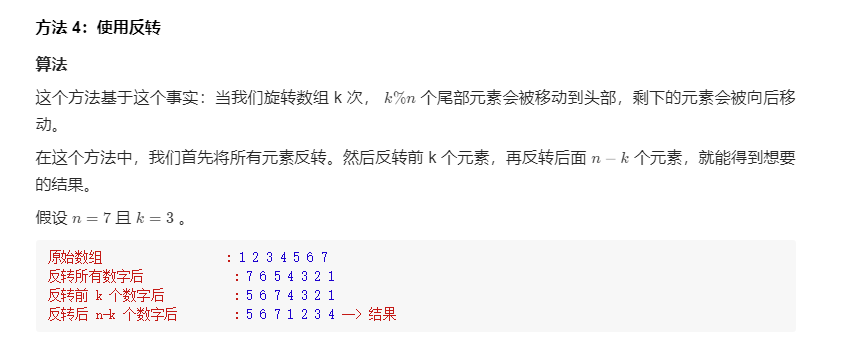 方法 4：使用反转
算法
这个方法基于这个事实：当我们旋转数组 k 次， k%n 个尾部元素会被移动到头部，剩下的元素会被向后移
动。
在这个方法中，我们首先将所有元素反转。然后反转前 k 个元素，再反转后面 n − k 个元素，就能得到想要
的结果。
假设 n = 7 且 k = 3 。
原始数组 : 1 2 3 4 5 6 7
反转所有数字后 : 7 6 5 4 3 2 1
反转前 k 个数字后 : 5 6 7 4 3 2 1
反转后 n-k 个数字后 : 5 6 7 1 2 3 4 --> 结果